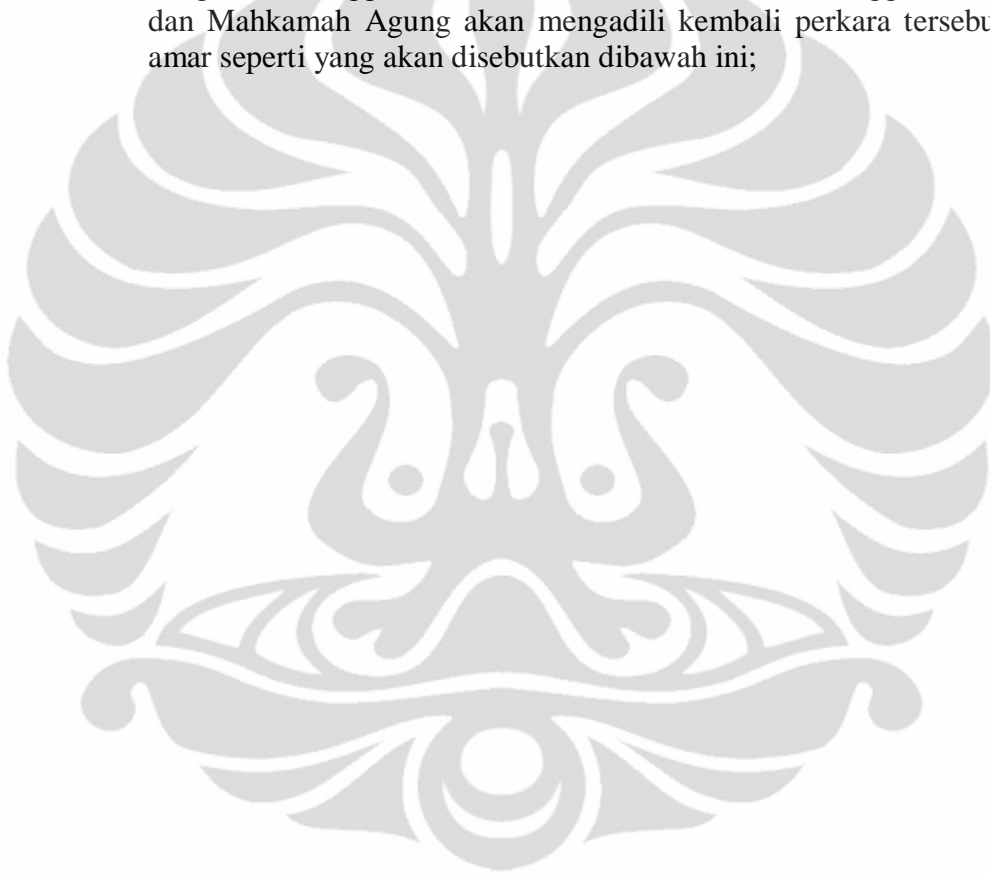 dan Mahkamah Agung akan mengadili kembali perkara tersebu
amar seperti yang akan disebutkan dibawah ini;